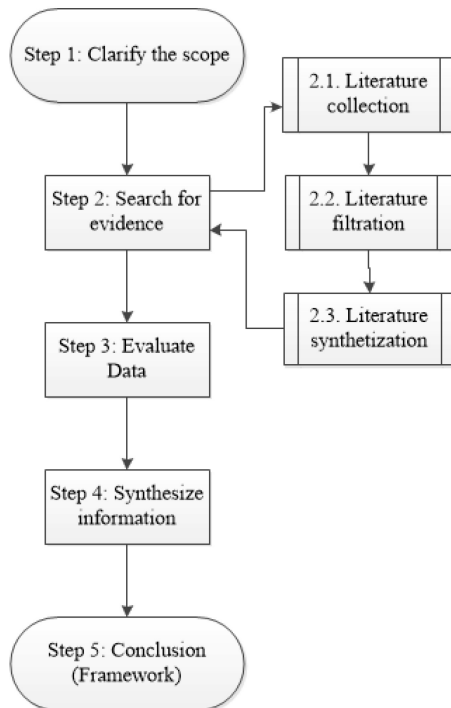 Step 1: Clarify the scope
2.1. Literature
collection
Step 2: Search for
evidence
2.2. Literature
filtration
2.3. Literature
synthetization
Step 3: Evaluate
Data
Step 4: Synthesize
information
Step 5: Conclusion
(Framework)